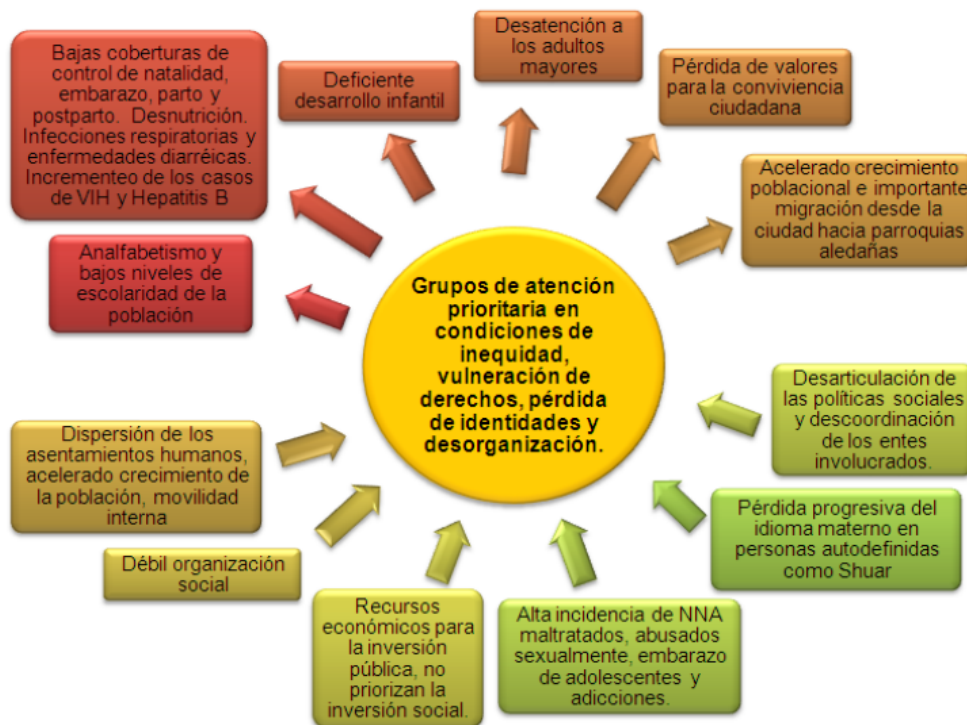 Desatención a
los adultos
mayores
Bajas coberturas de
control de natalidad,
embarazo, parto y
postparto.  Desnutrición.
Infecciones respiratorias y
enfermedades diarréicas.
Incremeteo de los casos
de VIH y Hepatitis B
Deficiente
desarrollo infantil
Pérdida de valores
para la conviviencia
ciudadana
Acelerado crecimiento
poblacional e importante
migración desde la
ciudad hacia parroquias
aledañas
Analfabetismo y
bajos niveles de
escolaridad de la
población
Grupos de atención
prioritaria en
condiciones de
inequidad,
vulneración de
derechos, pérdida
de identidades y
desorganización.
Desarticulación de
las políticas sociales
y descoordinación
de los entes
involucrados.
Dispersión de los
asentamientos humanos,
acelerado crecimiento de
la población, movilidad
interna
Pérdida progresiva del
idioma materno en
personas autodefinidas
como Shuar
Débil organización
social
Recursos
económicos para
la inversión
pública, no
priorizan la
inversión social.
Alta incidencia de NNA
maltratados, abusados
sexualmente, embarazo
de adolescentes y
adicciones.